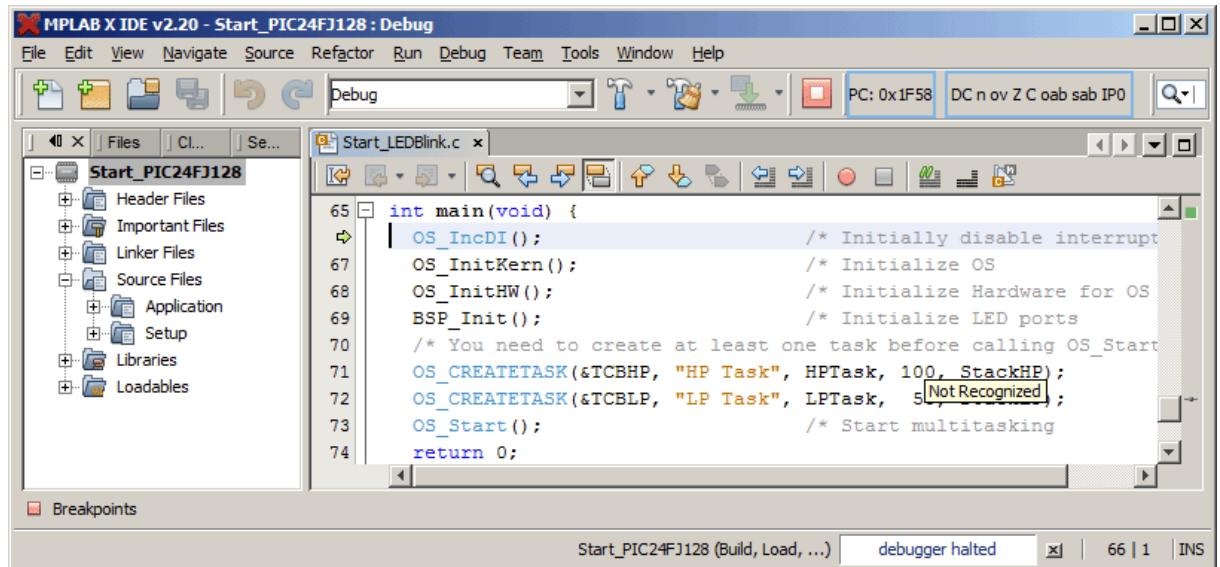 MPLAB X IDE v2.20 - Start_PIC24FJ128 : Debug
File Edit View Navigate Source Refactor Run Debug Team Tools Window Help
Debug PC: 0x1F58 DC n ov Z C oab sab IP0
Files Cl... Se... Start_LEDBlink.c
Start_PIC24FJ128
Header Files
Important Files
Linker Files
Source Files
Application
Setup
Libraries
Loadables
65 int main(void) {
OS_IncDI(); /* Initially disable interrupt
67 OS_InitKern(); /* Initialize OS
68 OS_InitHW(); /* Initialize Hardware for OS
69 BSP_Init(); /* Initialize LED ports
70 /* You need to create at least one task before calling OS_Start
71 OS_CREATETASK(&TCBHP, "HP Task", HPTask, 100, StackHP);
Not Recognized
72 OS_CREATETASK(&TCBLP, "LP Task", LPTask, );
73 OS_Start(); /* Start multitasking
74 return 0;
Breakpoints
Start_PIC24FJ128 (Build, Load, ...) debugger halted 66 | 1 INS